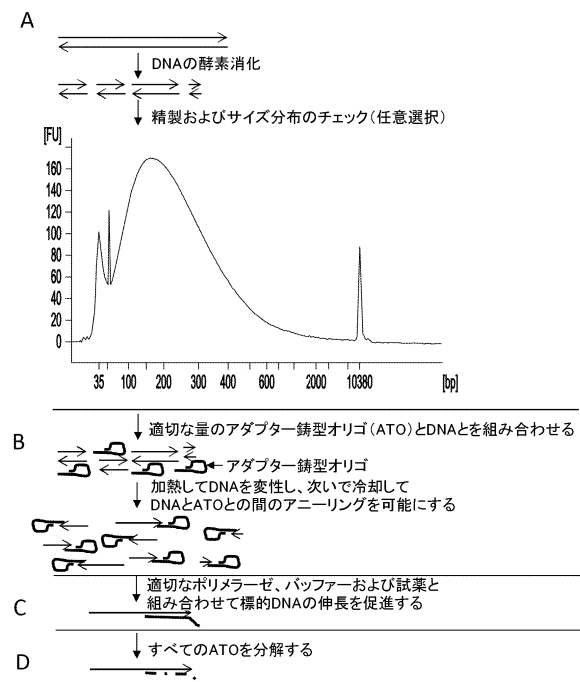 A
DNAの酵素消化
精製およびサイズ分布のチェック（任意選択）
[FU]
160
140
120
100
80
60
40
20
0
35 100 200 300 400 600 2000 10380 [bp]
適切な量のアダプター鋳型オリゴ（ATO）とDNAとを組み合わせる
B
アダプター鋳型オリゴ
加熱してDNAを変性し、次いで冷却して
DNAとATOとの間のアニーリングを可能にする
適切なポリメラーゼ、バッファーおよび試薬と
組み合わせて標的DNAの伸長を促進する
C
すべてのATOを分解する
D